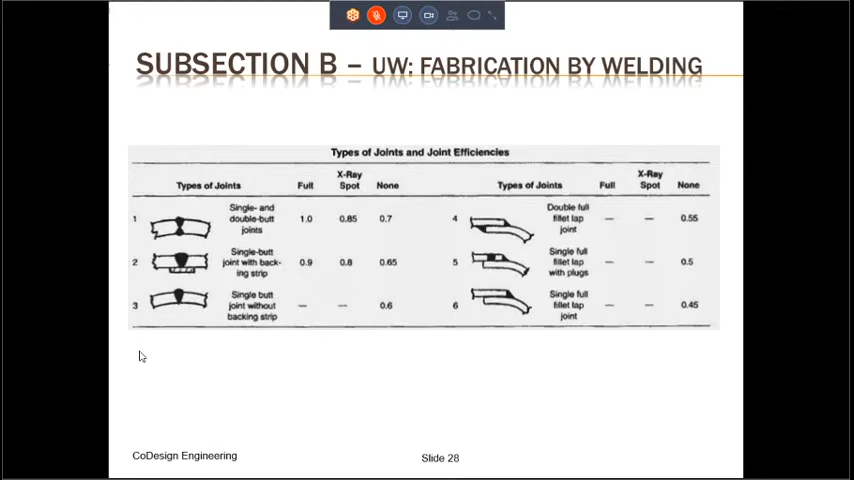 SUBSECTION B – UW: FABRICATION BY WELDING
Types of Joints and Joint Efficiencies
Types of Joints Full X-Ray Spot None Types of Joints Full X-Ray Spot None
1 Single- and double-butt joints 1.0 0.85 0.7 4 Double full fillet lap joint — — 0.55
2 Single-butt joint with back- ing strip 0.9 0.8 0.65 5 Single full fillet lap with plugs — — 0.5
3 Single butt joint without backing strip — — 0.6 6 Single full fillet lap joint — — 0.45
CoDesign Engineering
Slide 28